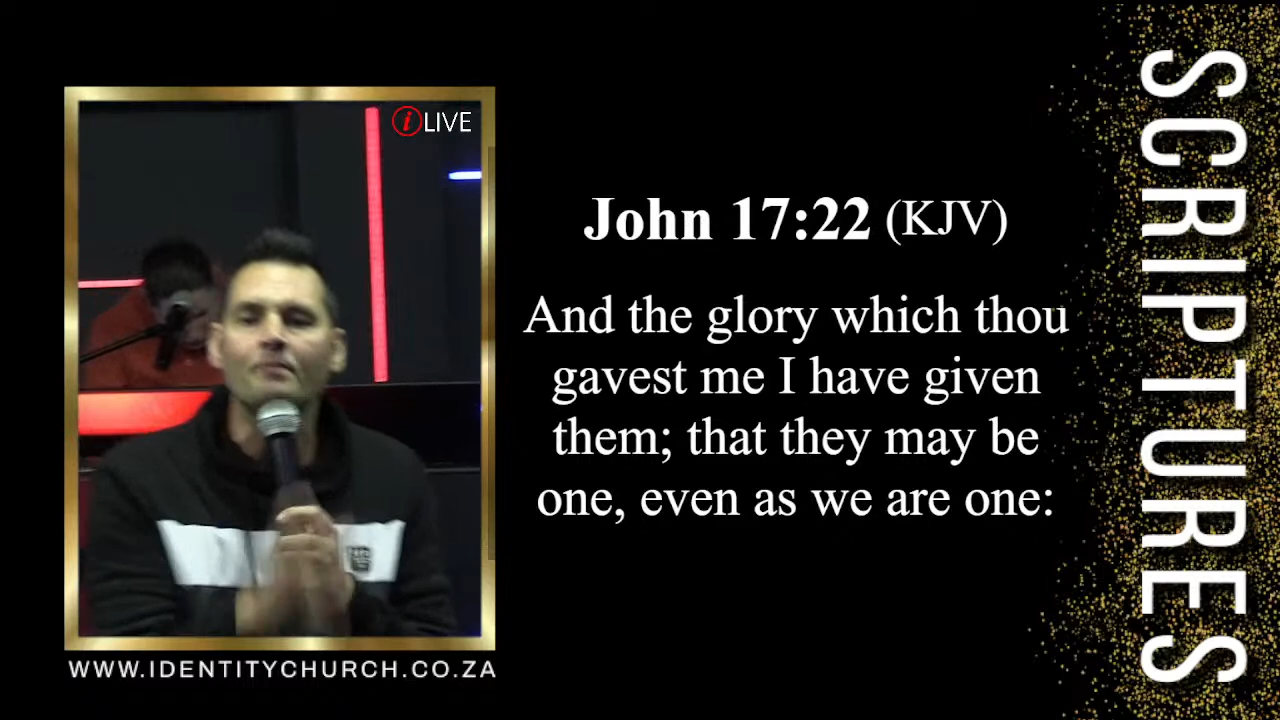 LIVE
John 17:22 (KJV)
And the glory which thou
gavest me I have given
them; that they may be
one, even as we are one:
SCRIPTURES
WWW.IDENTITYCHURCH.CO.ZA